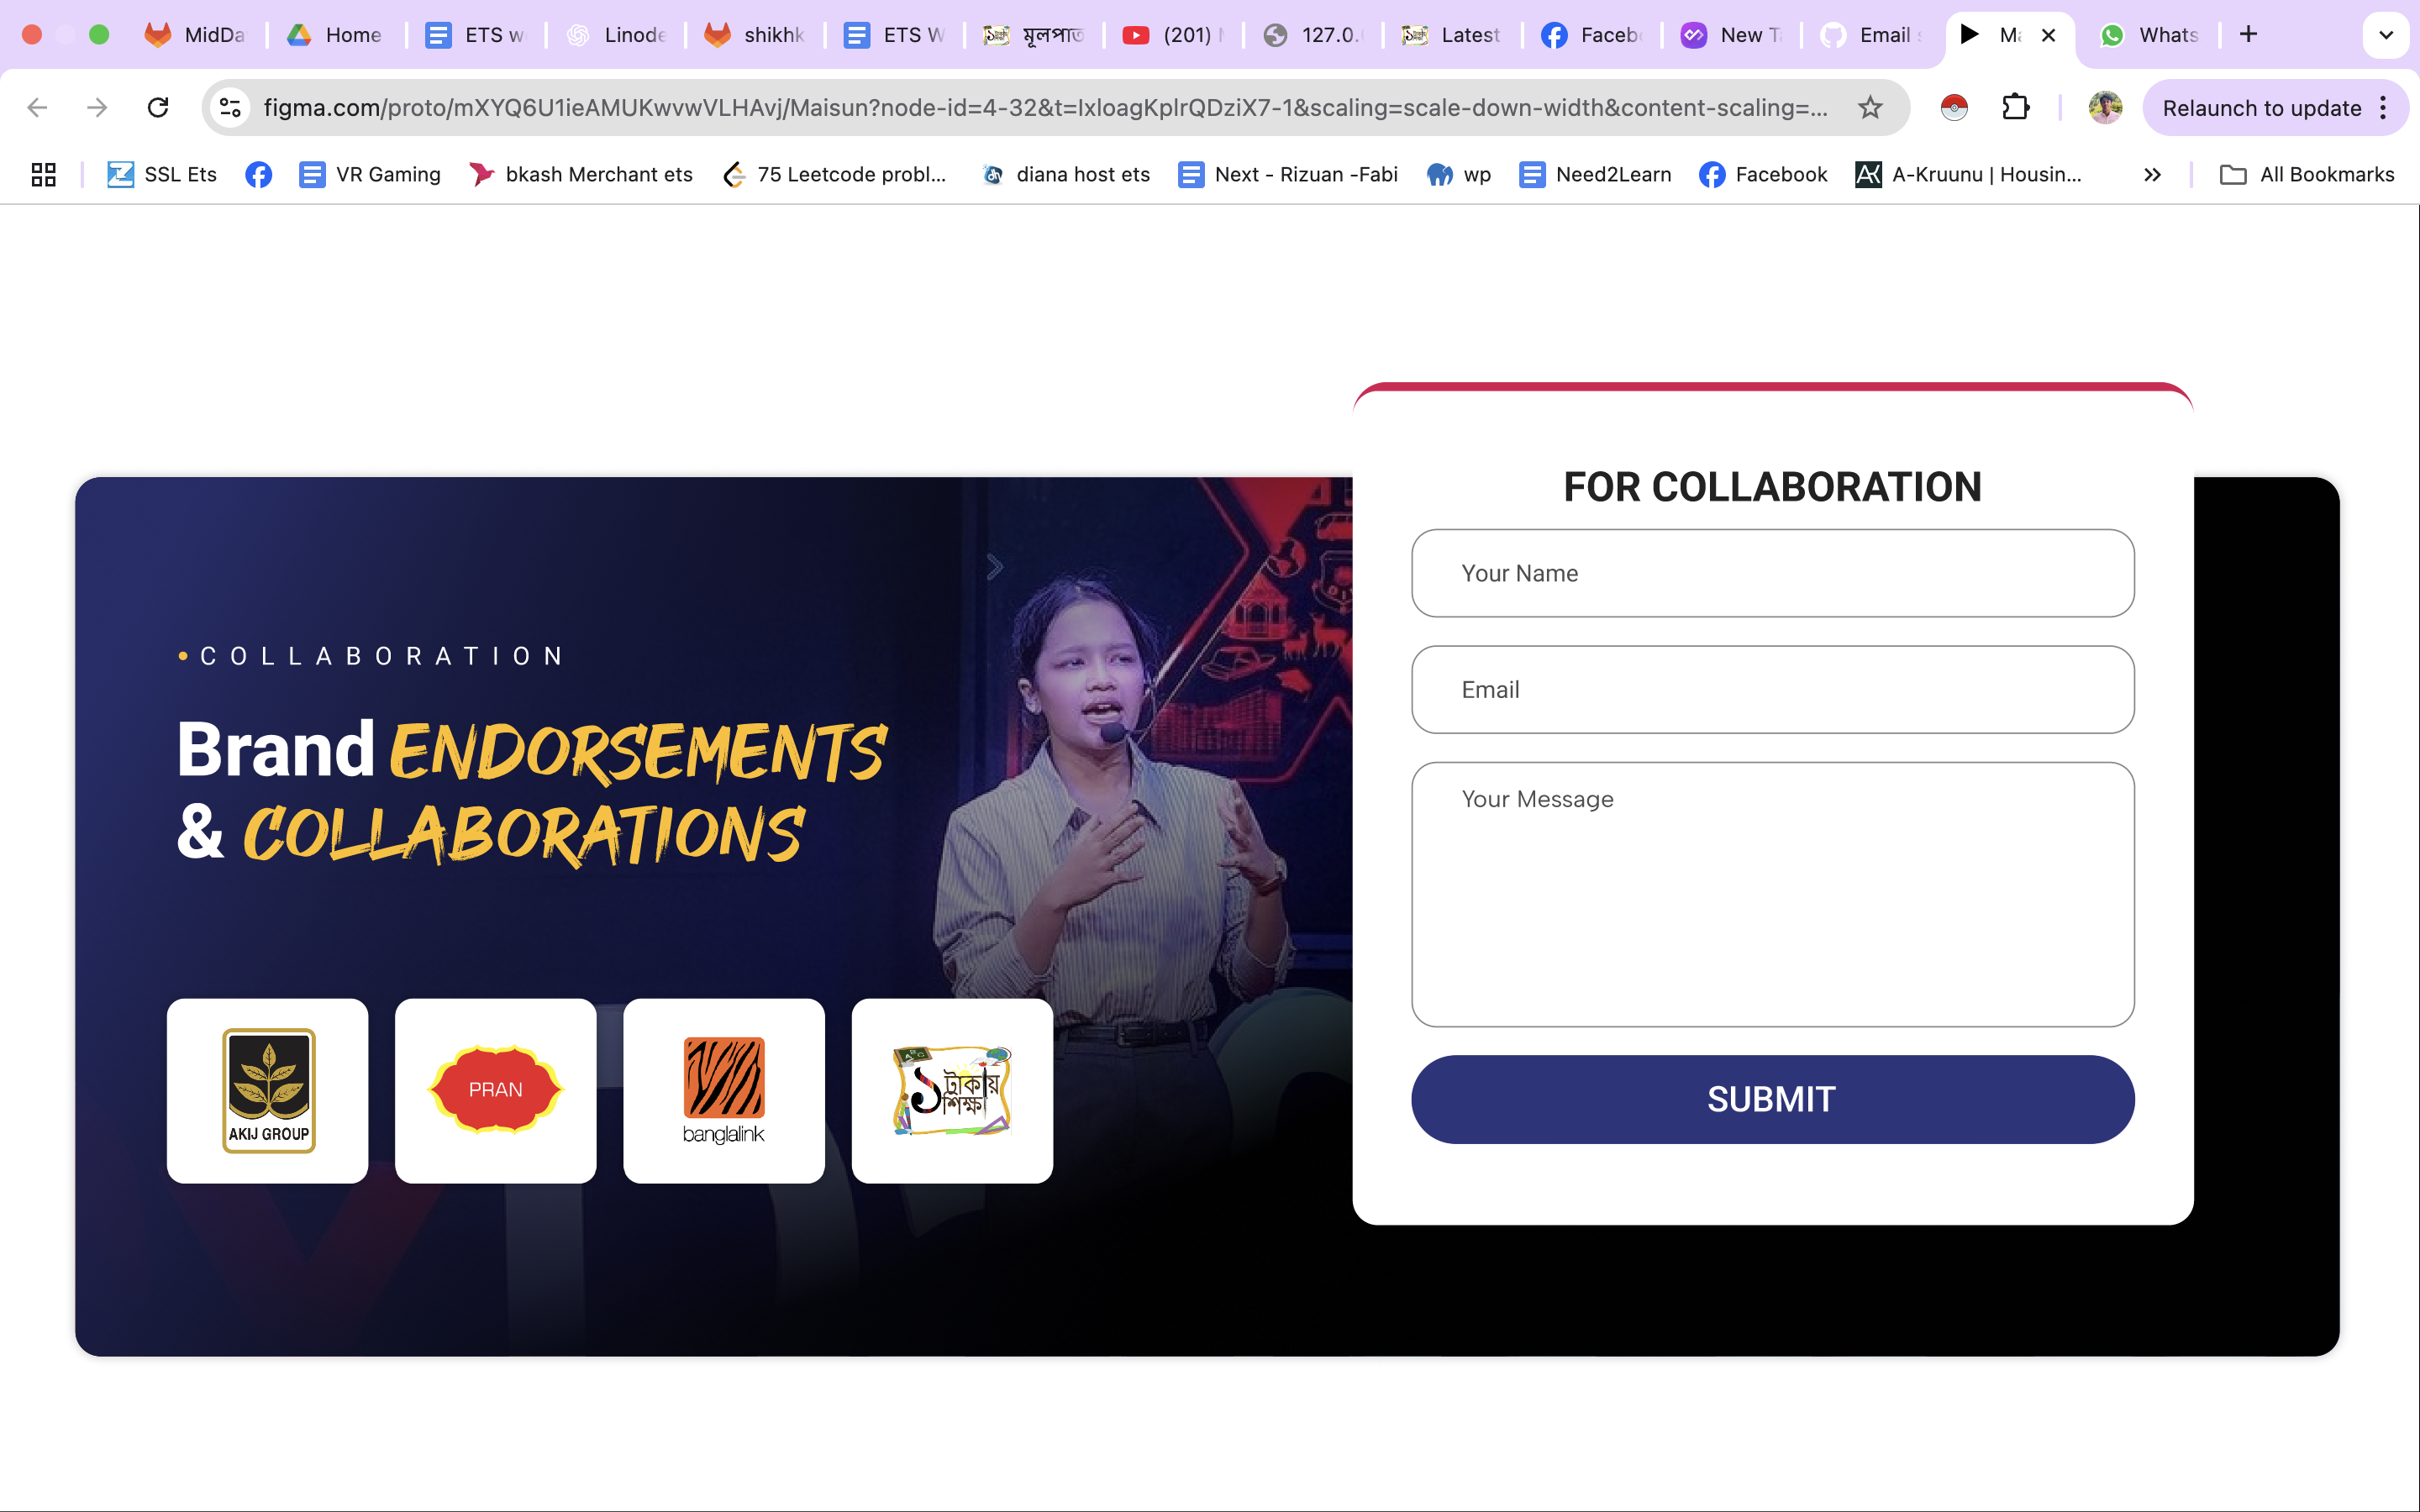 MidDa
Home
ETS w
Linode
shikhk
ETS W
মূলপাত
(201)
127.0.
Latest
Faceb
New T
Email
Ma
Whats
figma.com/proto/mXYQ6U1ieAMUKwvwVLHAvj/Maisun?node-id=4-32&t=IxloagKplrQDziX7-1&scaling=scale-down-width&content-scaling=...
Relaunch to update
SSL Ets
VR Gaming
bkash Merchant ets
75 Leetcode probl...
diana host ets
Next - Rizuan -Fabi
wp
Need2Learn
Facebook
A-Kruunu | Housin...
All Bookmarks
COLLABORATION
Brand ENDORSEMENTS
& COLLABORATIONS
AKIJ GROUP
PRAN
banglalink
১ টাকায়
শিক্ষা
FOR COLLABORATION
Your Name
Email
Your Message
SUBMIT